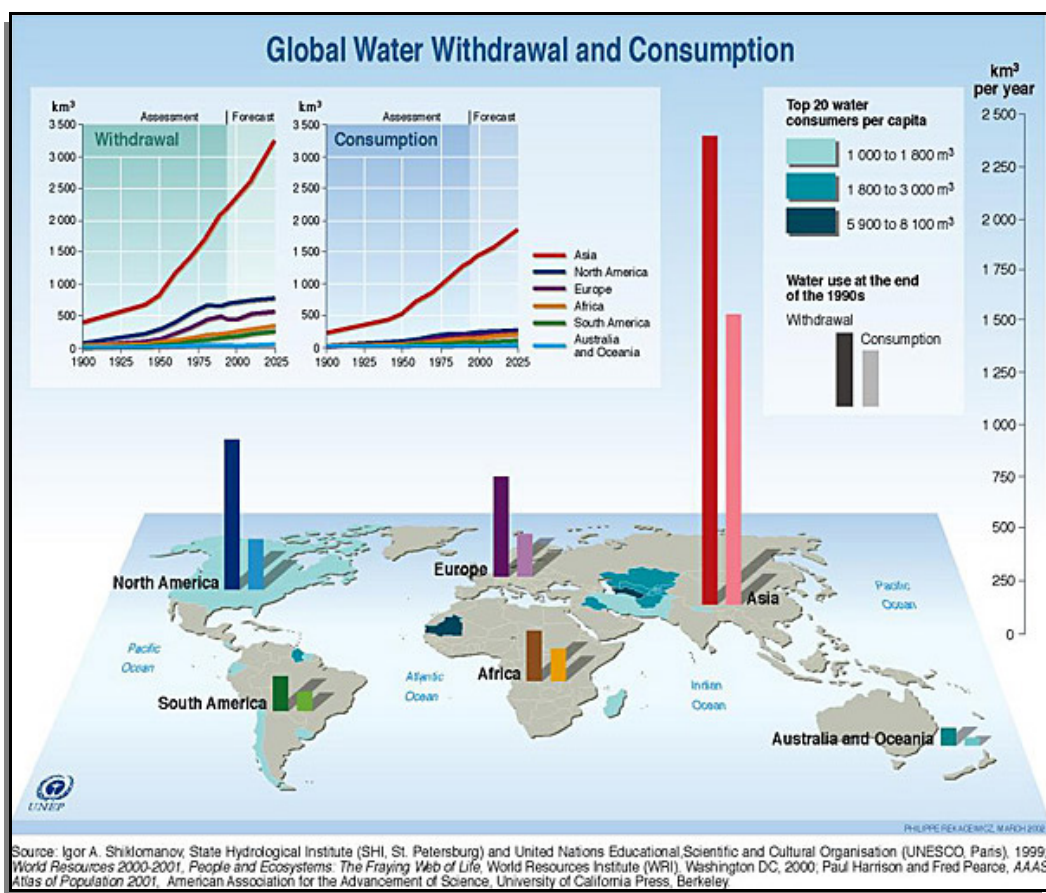 Global Water Withdrawal and Consumption
km³
per year
km³
Assessment
Forecast
3 500
Withdrawal
3 000
2 500
2 000
1 500
1 000
500
0
1900 1925 1950 1975 2000 2025
km³
Assessment
Forecast
3 500
Consumption
3 000
2 500
2 000
1 500
1 000
500
0
1900 1925 1950 1975 2000 2025
Asia
North America
Europe
Africa
South America
Australia
and Oceania
Top 20 water
consumers per capita
1 000 to 1 800 m³
1 800 to 3 000 m³
5 900 to 8 100 m³
Water use at the end
of the 1990s
Withdrawal
Consumption
2 500
2 250
2 000
1 750
1 500
1 250
1 000
750
500
250
0
North America
Europe
Asia
Pacific
Ocean
Pacific
Ocean
Africa
Atlantic
Ocean
Indian
Ocean
South America
Australia and Oceania
UNEP
PHILIPPE REKACEWICZ, MARCH 2002
Source: Igor A. Shiklomanov, State Hydrological Institute (SHI, St. Petersburg) and United Nations Educational,Scientific and Cultural Organisation (UNESCO, Paris), 1999;
World Resources 2000-2001, People and Ecosystems: The Fraying Web of Life, World Resources Institute (WRI), Washington DC, 2000; Paul Harrison and Fred Pearce, AAAS
Atlas of Population 2001, American Association for the Advancement of Science, University of California Press, Berkeley.